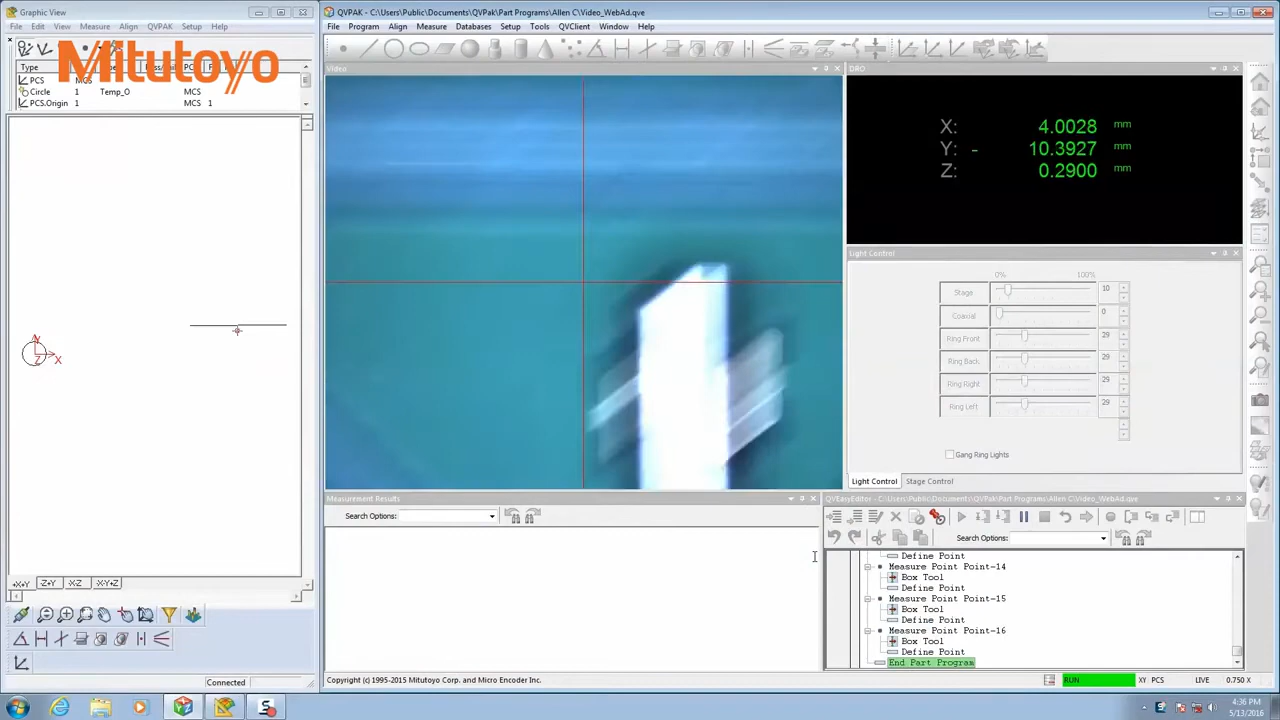 Graphic View
File Edit View Measure QVPAK Setup Help
Mitutoyo
Type
PCS MCS
Circle 1 Temp_O MCS
PCS.Origin 1 MCS 1
Y
X
X+Y Z+Y X-Z X-Y+Z
Connected
QVPAK - C:\Users\Public\Documents\QVPak\Part Programs\Allen C\Video_WebAd.qve
File Program Align Measure Databases Setup Tools QVClient Window Help
Video
DRO
X: 4.0028 mm
Y: - 10.3927 mm
Z: 0.2900 mm
Light Control
0% 100%
Stage 10
Coaxial 0
Ring Front 29
Ring Back 29
Ring Right 29
Ring Left 29
Gang Ring Lights
Light Control Stage Control
Measurement Results
Search Options:
QVEasyEditor - C:\Users\Public\Documents\QVPak\Part Programs\Allen C\Video_WebAd.qve
Search Options:
Define Point
Measure Point Point-14
Box Tool
Define Point
Measure Point Point-15
Box Tool
Define Point
Measure Point Point-16
Box Tool
Define Point
End Part Program
Copyright (c) 1995-2015 Mitutoyo Corp. and Micro Encoder Inc.
RUN XY PCS LIVE 0.750 X
4:36 PM
5/13/2016